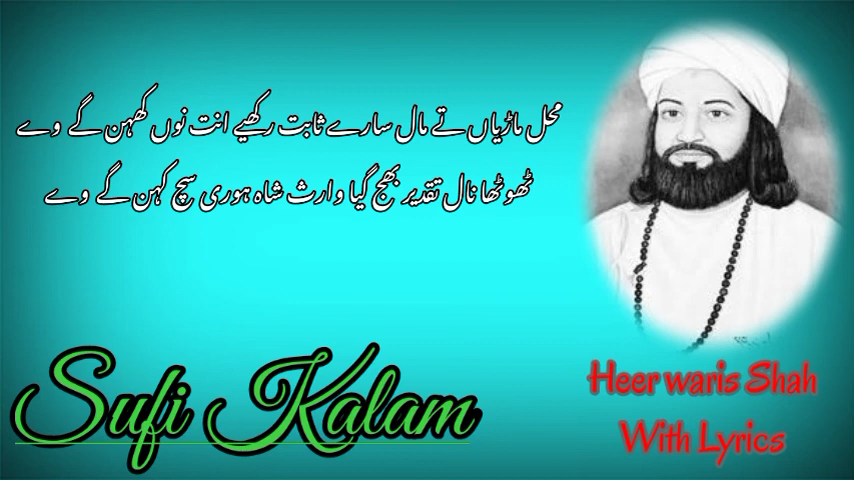 محل ماڑیاں تے مال سارے ثابت رکھیے انت نوں کھہن گے وے
ٹھوٹھا نال تقدیر بھج گیا وارث شاہ ہوری سچ کہن گے وے
Sufi Kalam
Heer waris Shah
With Lyrics